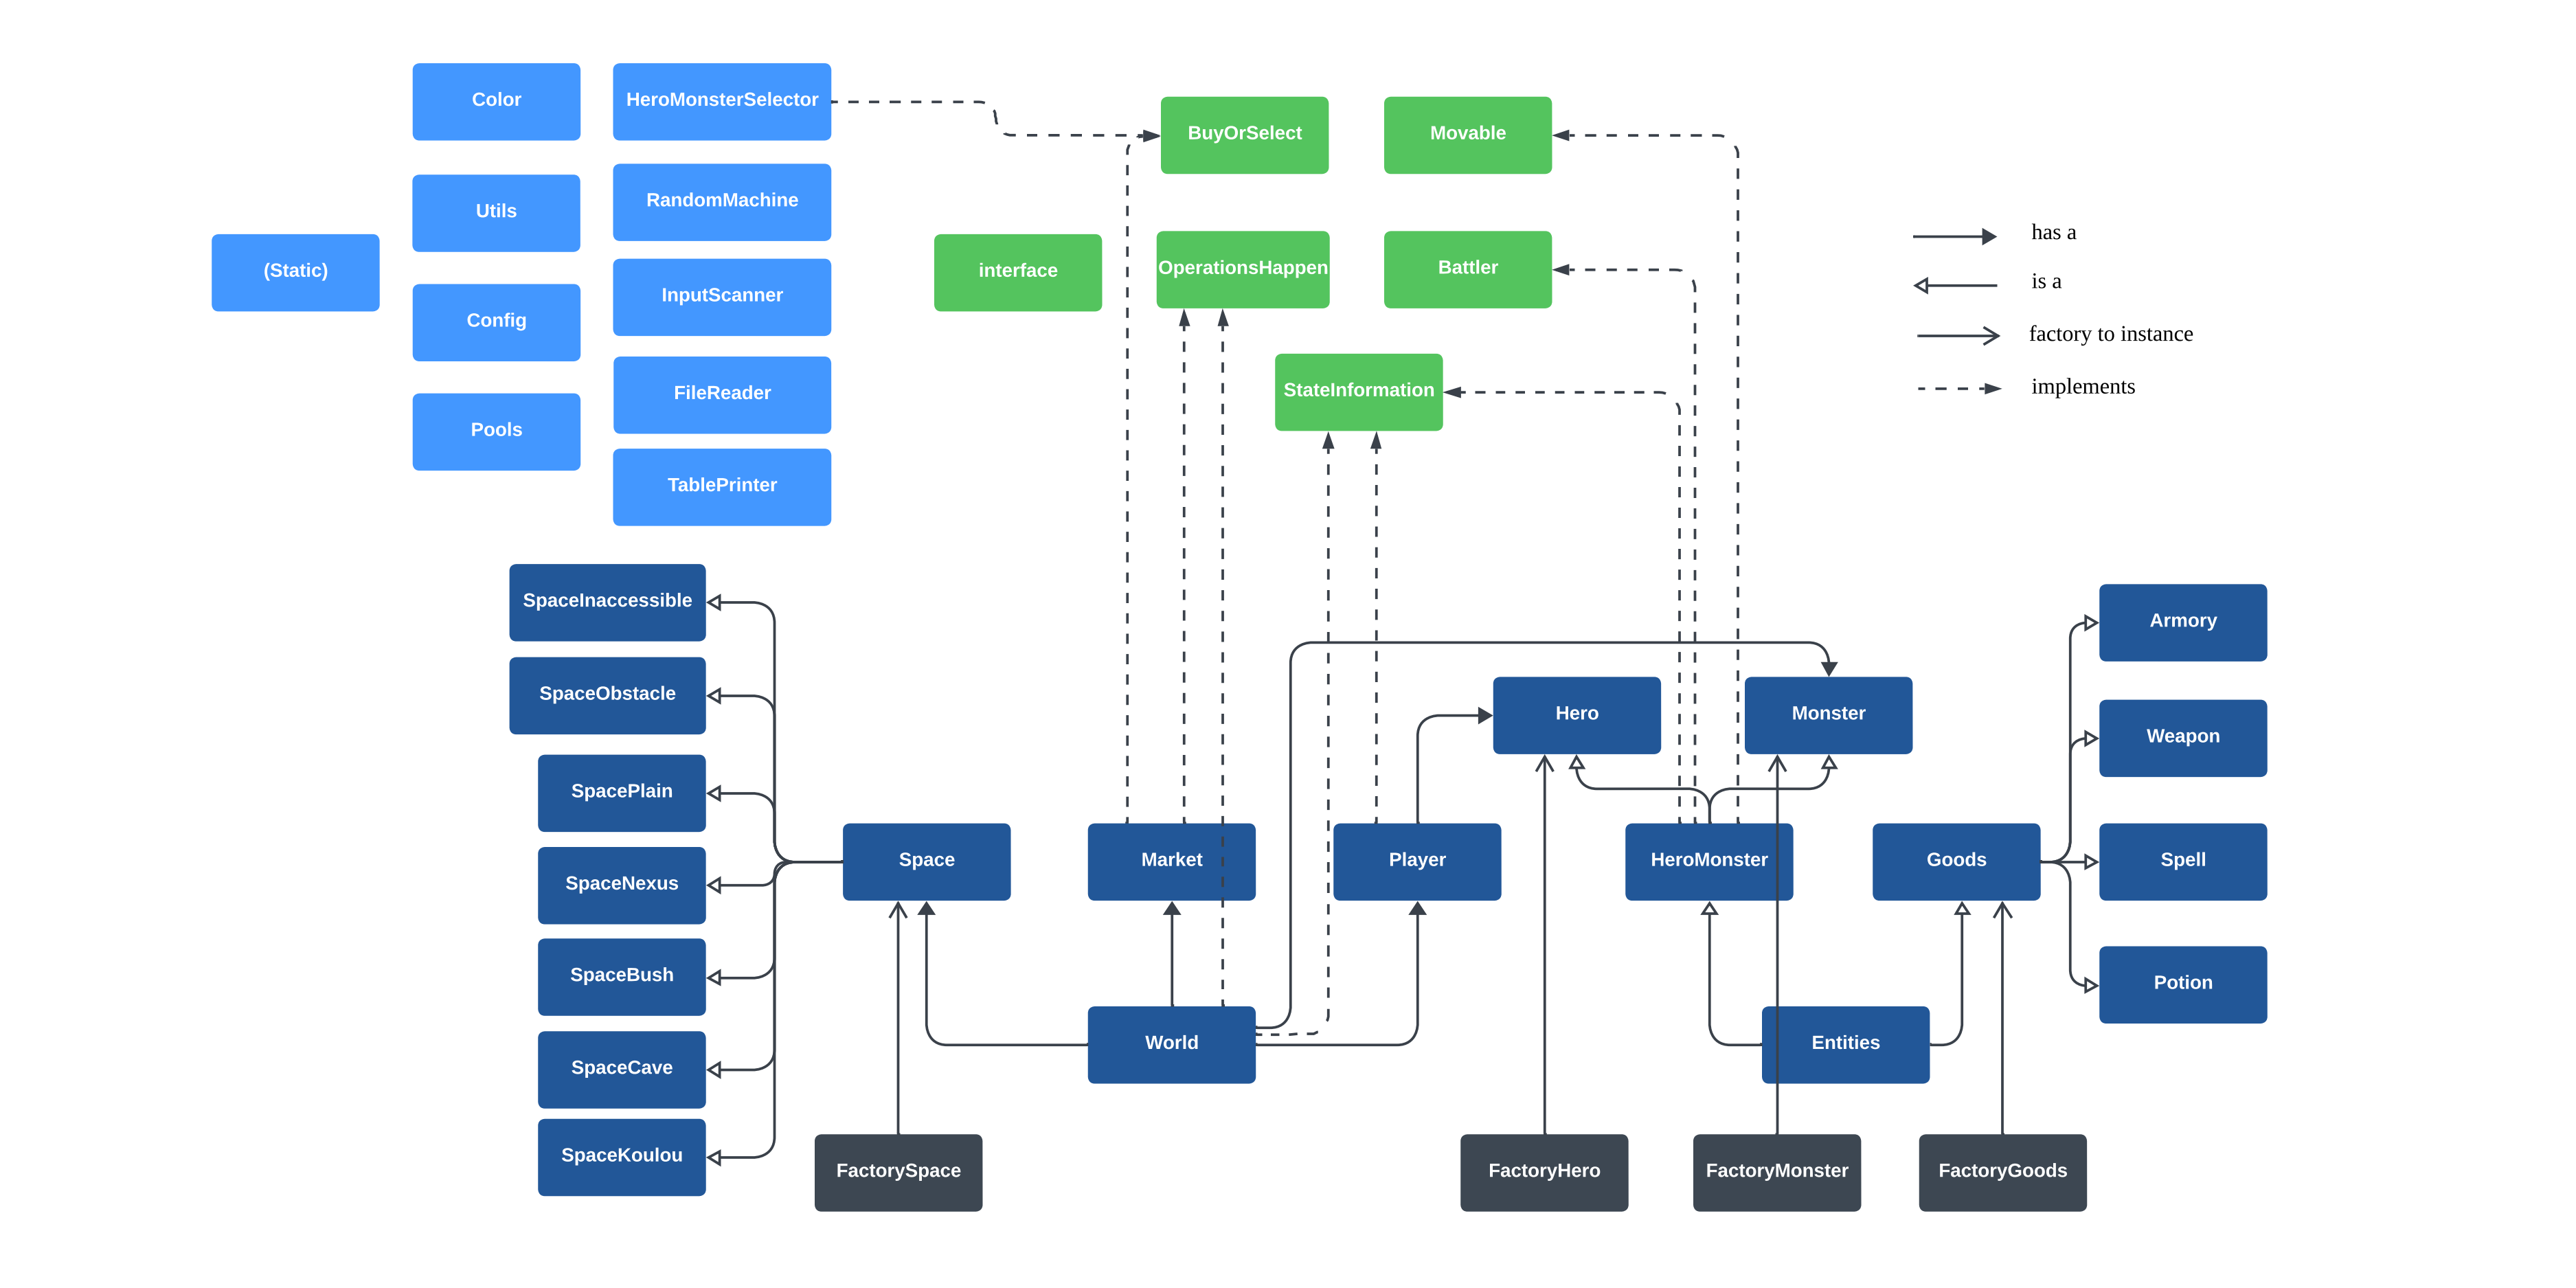 Color
HeroMonsterSelector
BuyOrSelect
Movable
Utils
RandomMachine
(Static)
interface
OperationsHappen
Battler
has a
is a
factory to instance
implements
Config
InputScanner
StateInformation
Pools
FileReader
TablePrinter
SpaceInaccessible
SpaceObstacle
SpacePlain
SpaceNexus
SpaceBush
SpaceCave
SpaceKoulou
Hero
Monster
Space
Market
Player
HeroMonster
Goods
Armory
Weapon
Spell
Potion
World
Entities
FactorySpace
FactoryHero
FactoryMonster
FactoryGoods